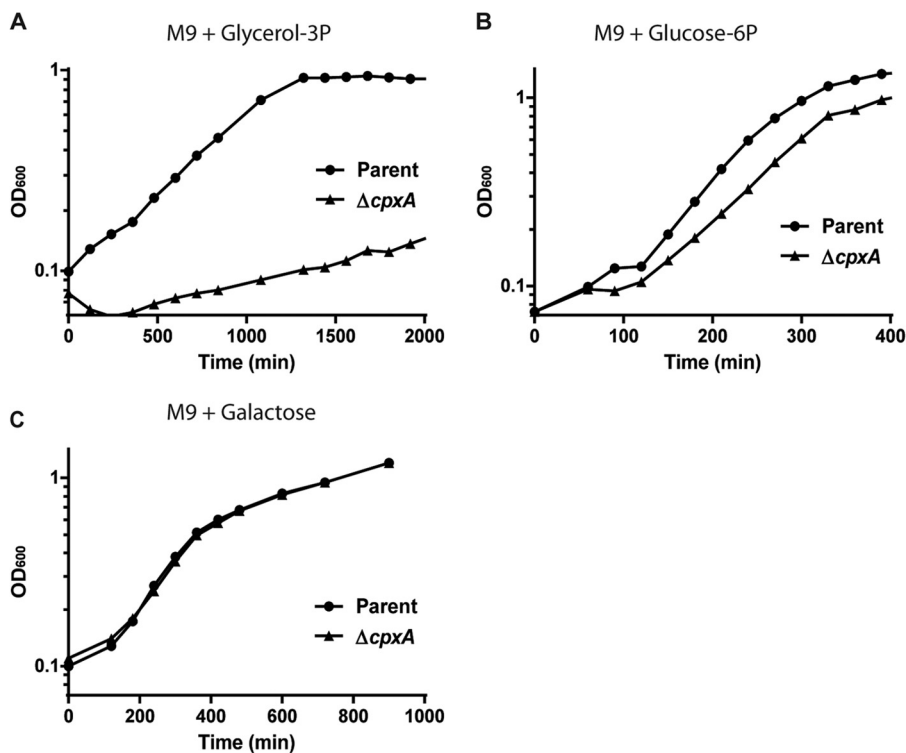 A
M9 + Glycerol-3P
1
0.1
OD600
Parent
ΔcpxA
0
500
1000
1500
2000
Time (min)
B
M9 + Glucose-6P
1
0.1
OD600
Parent
ΔcpxA
0
100
200
300
400
Time (min)
C
M9 + Galactose
1
0.1
OD600
Parent
ΔcpxA
0
200
400
600
800
1000
Time (min)